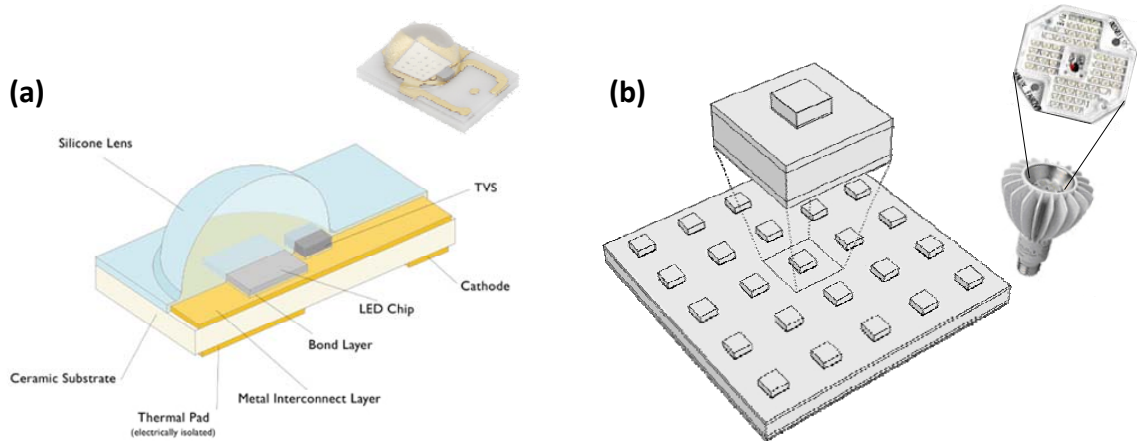 (a)
(b)
Silicone Lens
TVS
Cathode
LED Chip
Bond Layer
Ceramic Substrate
Metal Interconnect Layer
Thermal Pad
(electrically isolated)